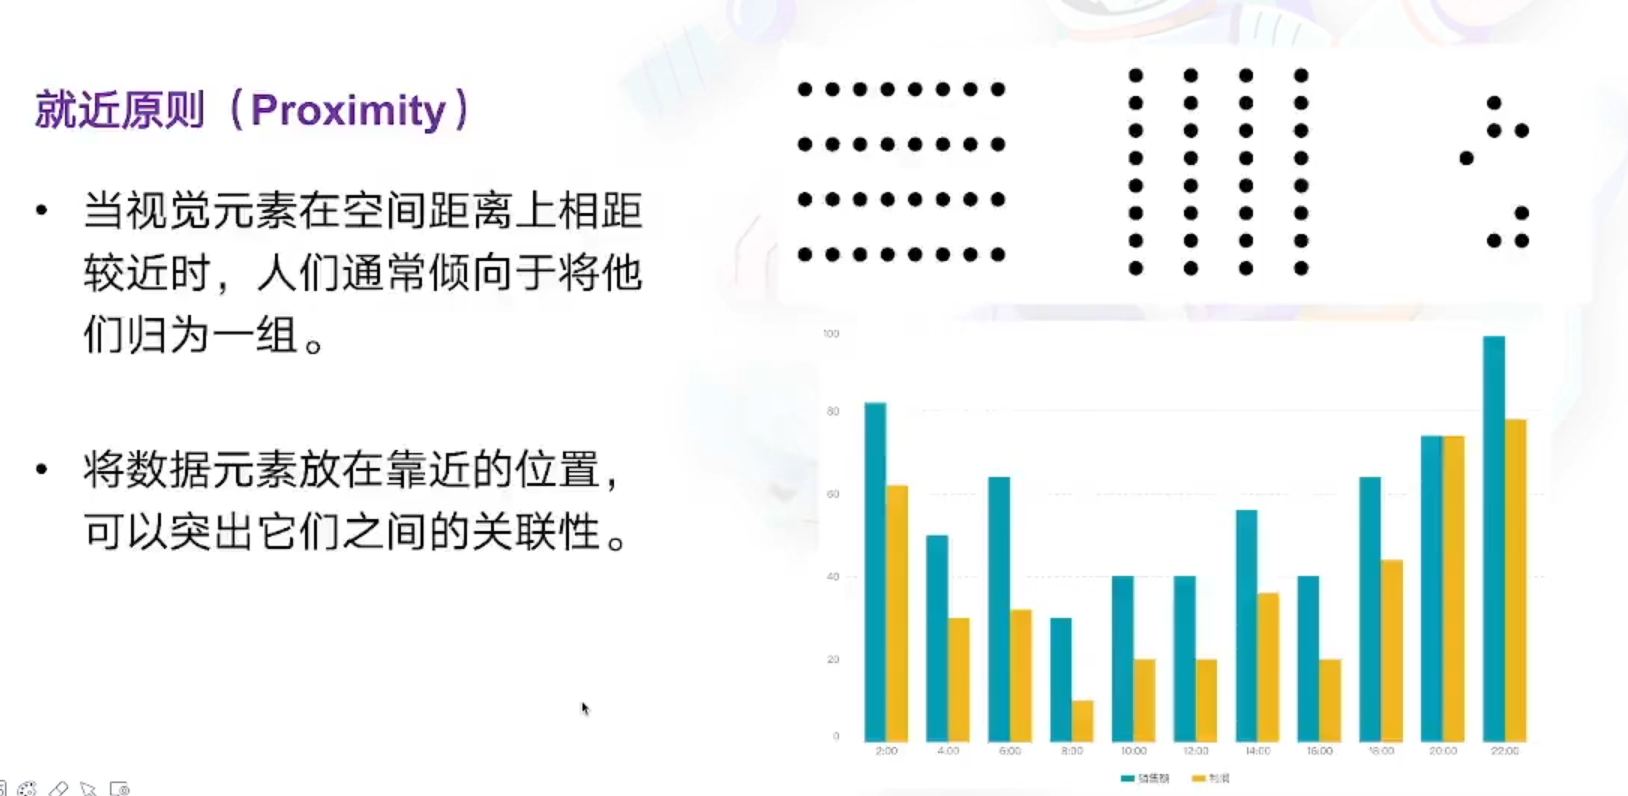 就近原则（Proximity）
• 当视觉元素在空间距离上相距
较近时，人们通常倾向于将他
们归为一组。
• 将数据元素放在靠近的位置，
可以突出它们之间的关联性。
100
80
60
40
20
0
2:00 4:00 6:00 8:00 10:00 12:00 14:00 16:00 18:00 20:00 22:00
销售额 利润